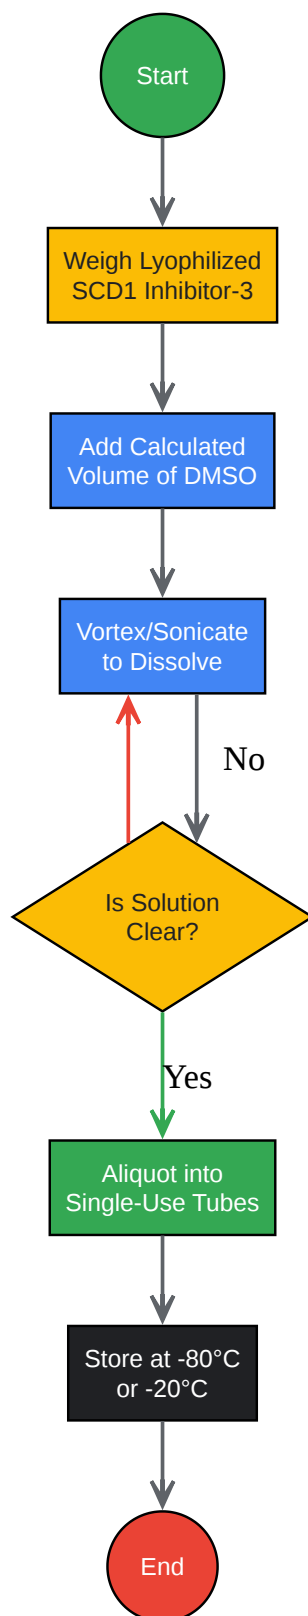 Start
Weigh Lyophilized
SCD1 Inhibitor-3
Add Calculated
Volume of DMSO
Vortex/Sonicate
to Dissolve
No
Is Solution
Clear?
Yes
Aliquot into
Single-Use Tubes
Store at -80°C
or -20°C
End